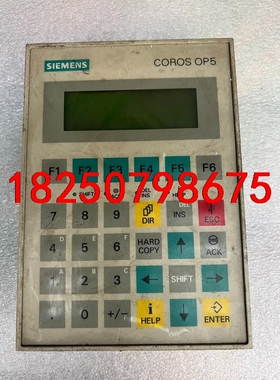 SIEMENS COROS OP5
F1 F2 F3 F4 F5 F6
SHIFT DEL INS HELP DEL
7 8 9 DIR INS ESC
18250798675
D E F
4 5 6 HARD COPY ACK
A B C
1 2 3 SHIFT
. 0 +/- i HELP ENTER